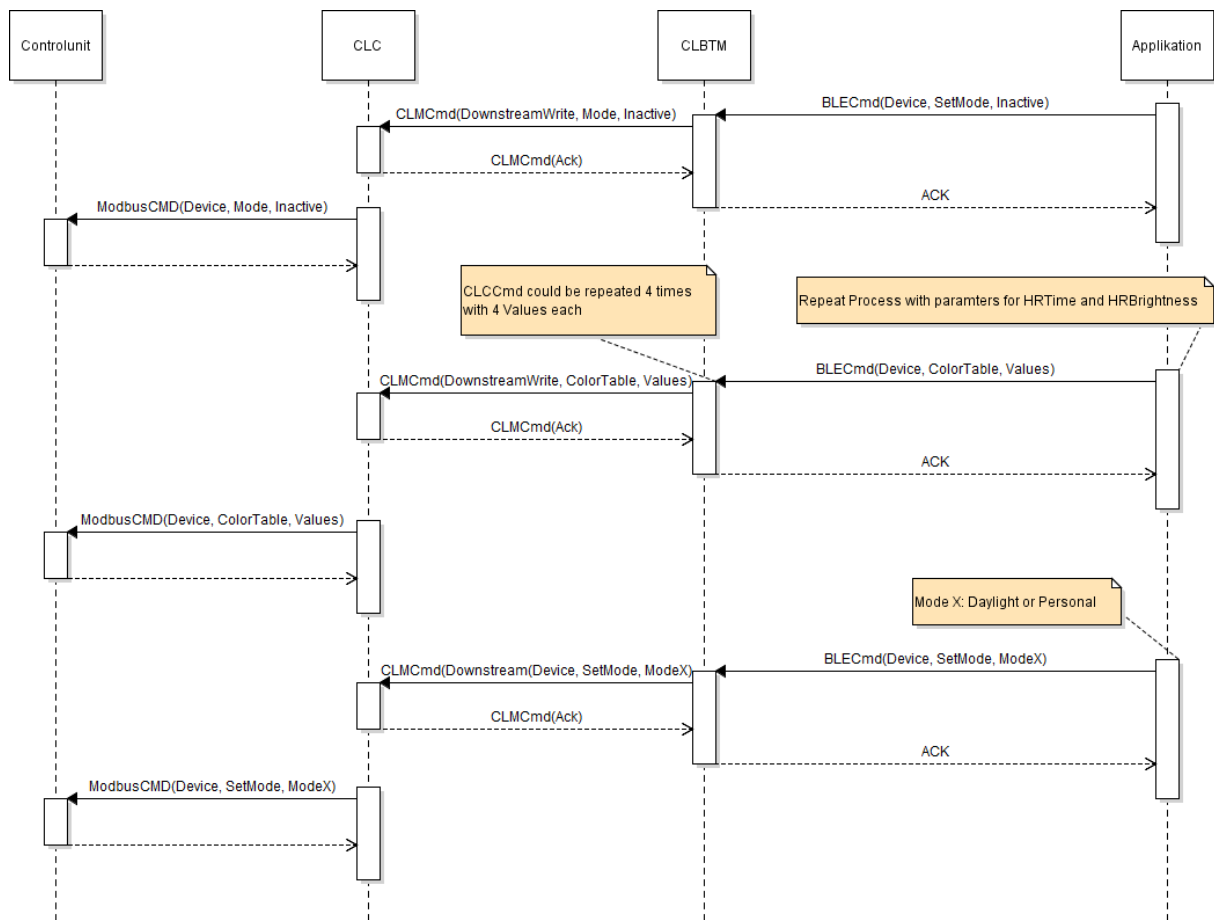 Controlunit
CLC
CLBTM
Applikation
BLECmd(Device, SetMode, Inactive)
CLMCmd(DownstreamWrite, Mode, Inactive)
CLMCmd(Ack)
ACK
ModbusCMD(Device, Mode, Inactive)
CLCCmd could be repeated 4 times
with 4 Values each
Repeat Process with paramters for HRTime and HRBrightness
BLECmd(Device, ColorTable, Values)
CLMCmd(DownstreamWrite, ColorTable, Values)
CLMCmd(Ack)
ACK
ModbusCMD(Device, ColorTable, Values)
Mode X: Daylight or Personal
BLECmd(Device, SetMode, ModeX)
CLMCmd(Downstream(Device, SetMode, ModeX)
CLMCmd(Ack)
ACK
ModbusCMD(Device, SetMode, ModeX)